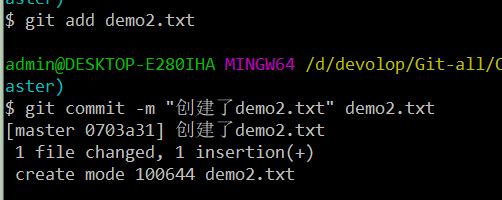 aster)
$ git add demo2.txt
admin@DESKTOP-E280IHA MINGW64 /d/devolop/Git-all/
aster)
$ git commit -m "创建了demo2.txt" demo2.txt
[master 0703a31] 创建了demo2.txt
1 file changed, 1 insertion(+)
create mode 100644 demo2.txt